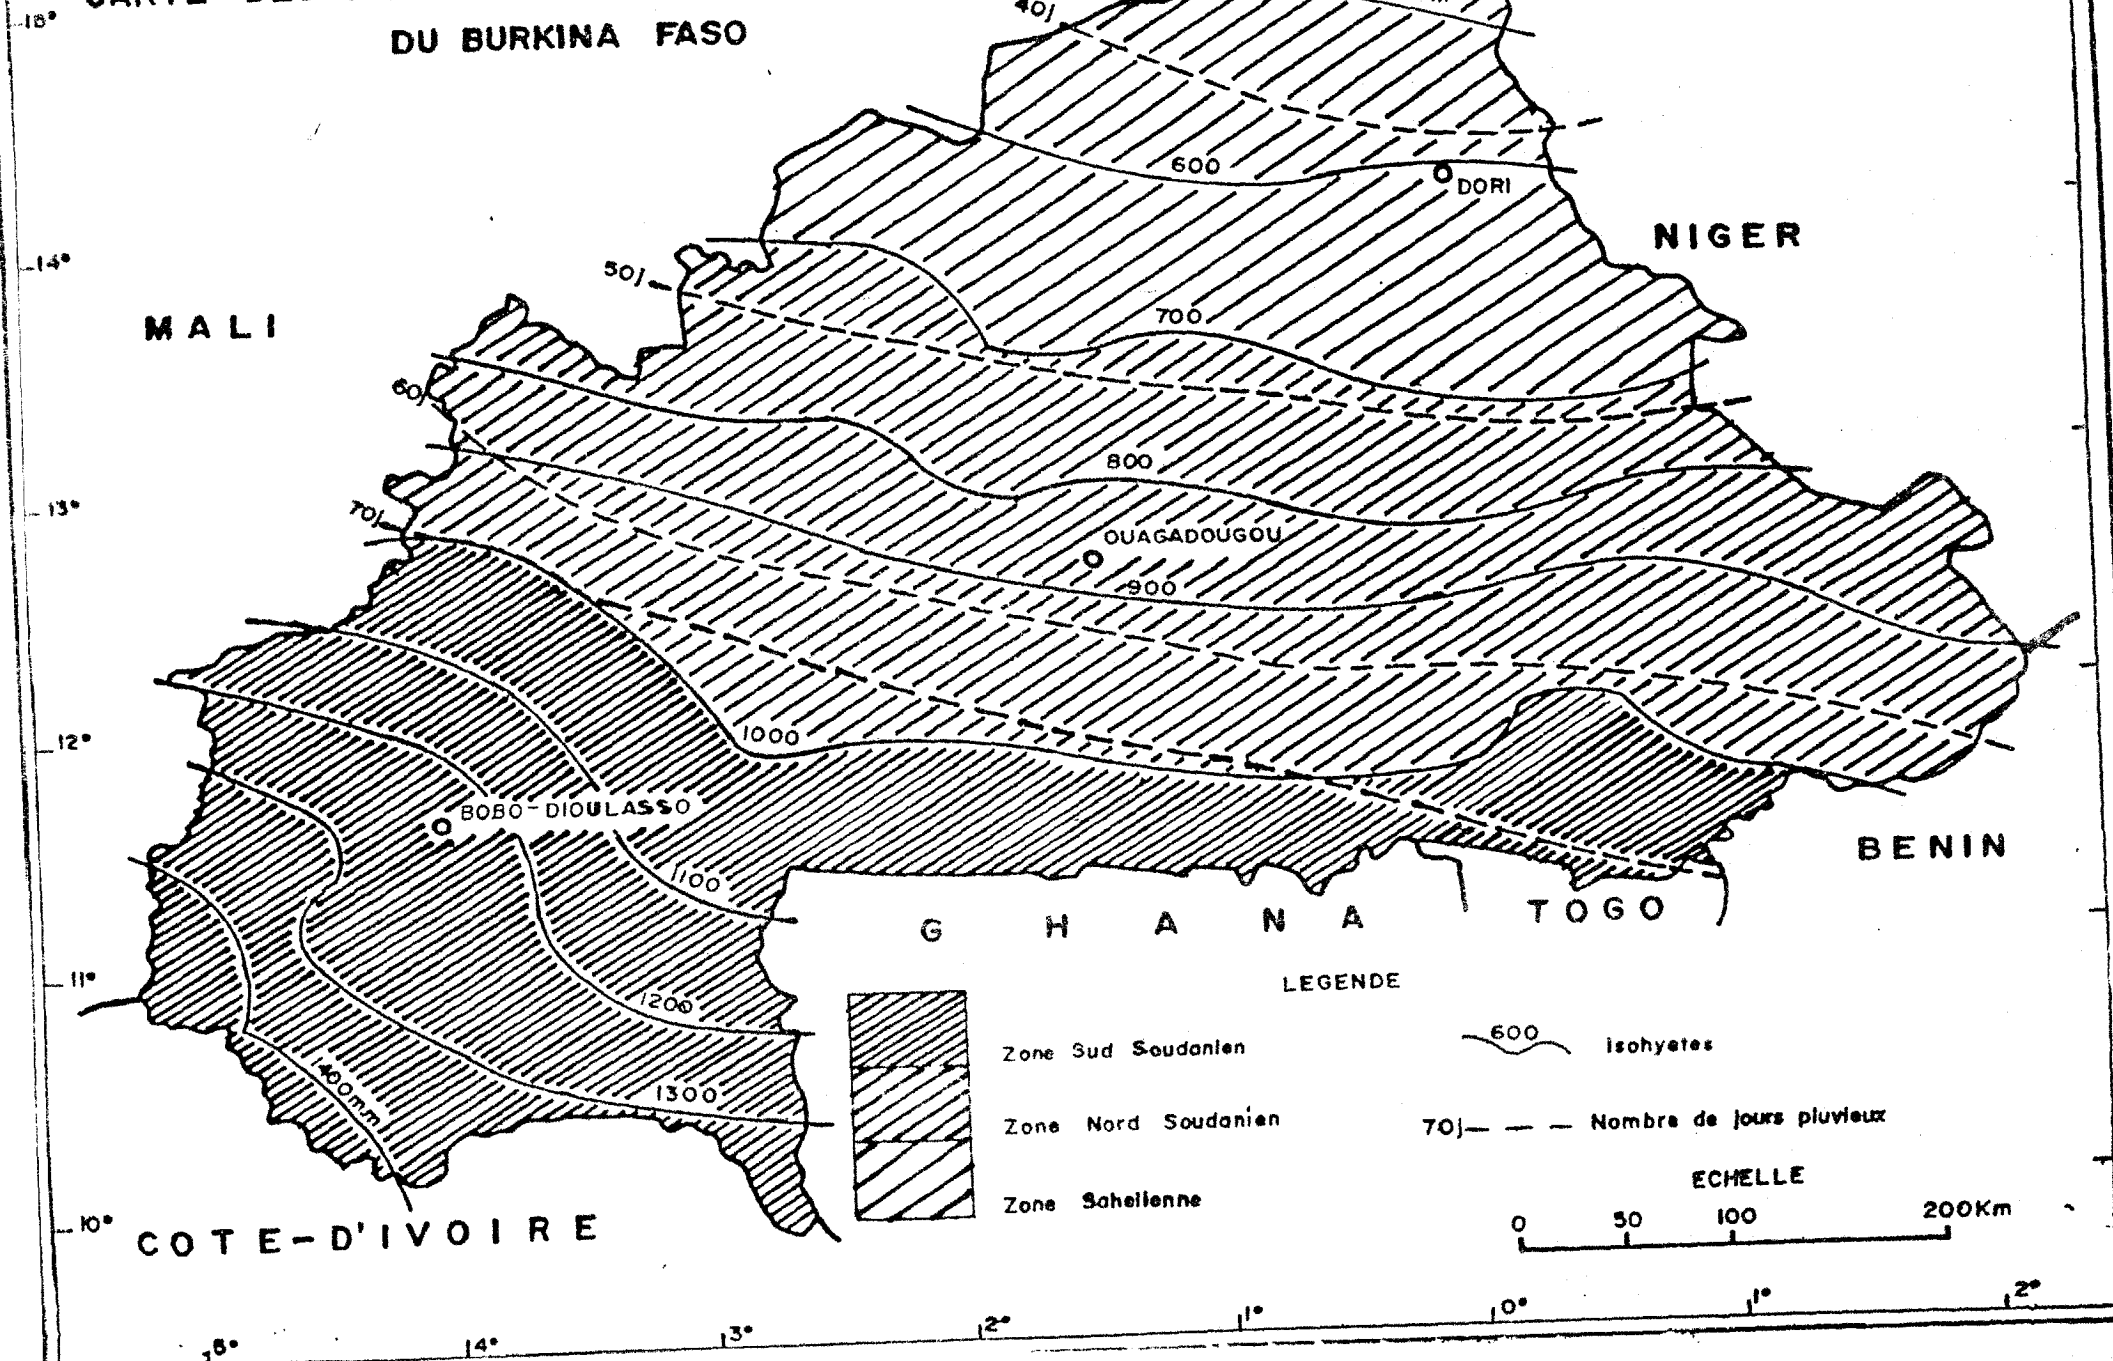 DU BURKINA FASO
40j
600
DORI
NIGER
14°
50j
MALI
700
60j
800
13°
70j
OUAGADOUGOU
900
12°
1000
BOBO-DIOULASSO
BENIN
1100
GHANA
TOGO
11°
LEGENDE
1200
Zone Sud Soudanien
600
isohyetes
1400mm
1300
Zone Nord Soudanien
70j
Nombre de jours pluvieux
ECHELLE
Zone Sahelienne
0 50 100 200Km
10°
COTE-D'IVOIRE
5° 4° 3° 2° 1° 0° 1° 2°